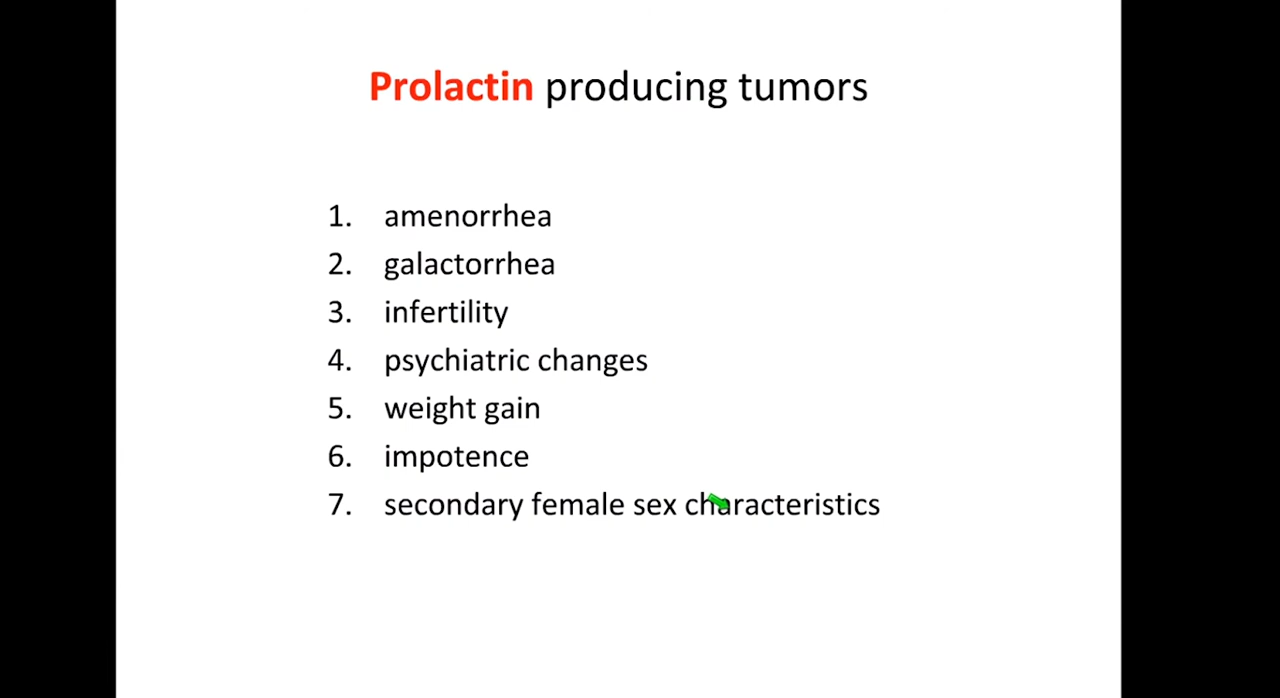 Prolactin producing tumors
1. amenorrhea
2. galactorrhea
3. infertility
4. psychiatric changes
5. weight gain
6. impotence
7. secondary female sex characteristics